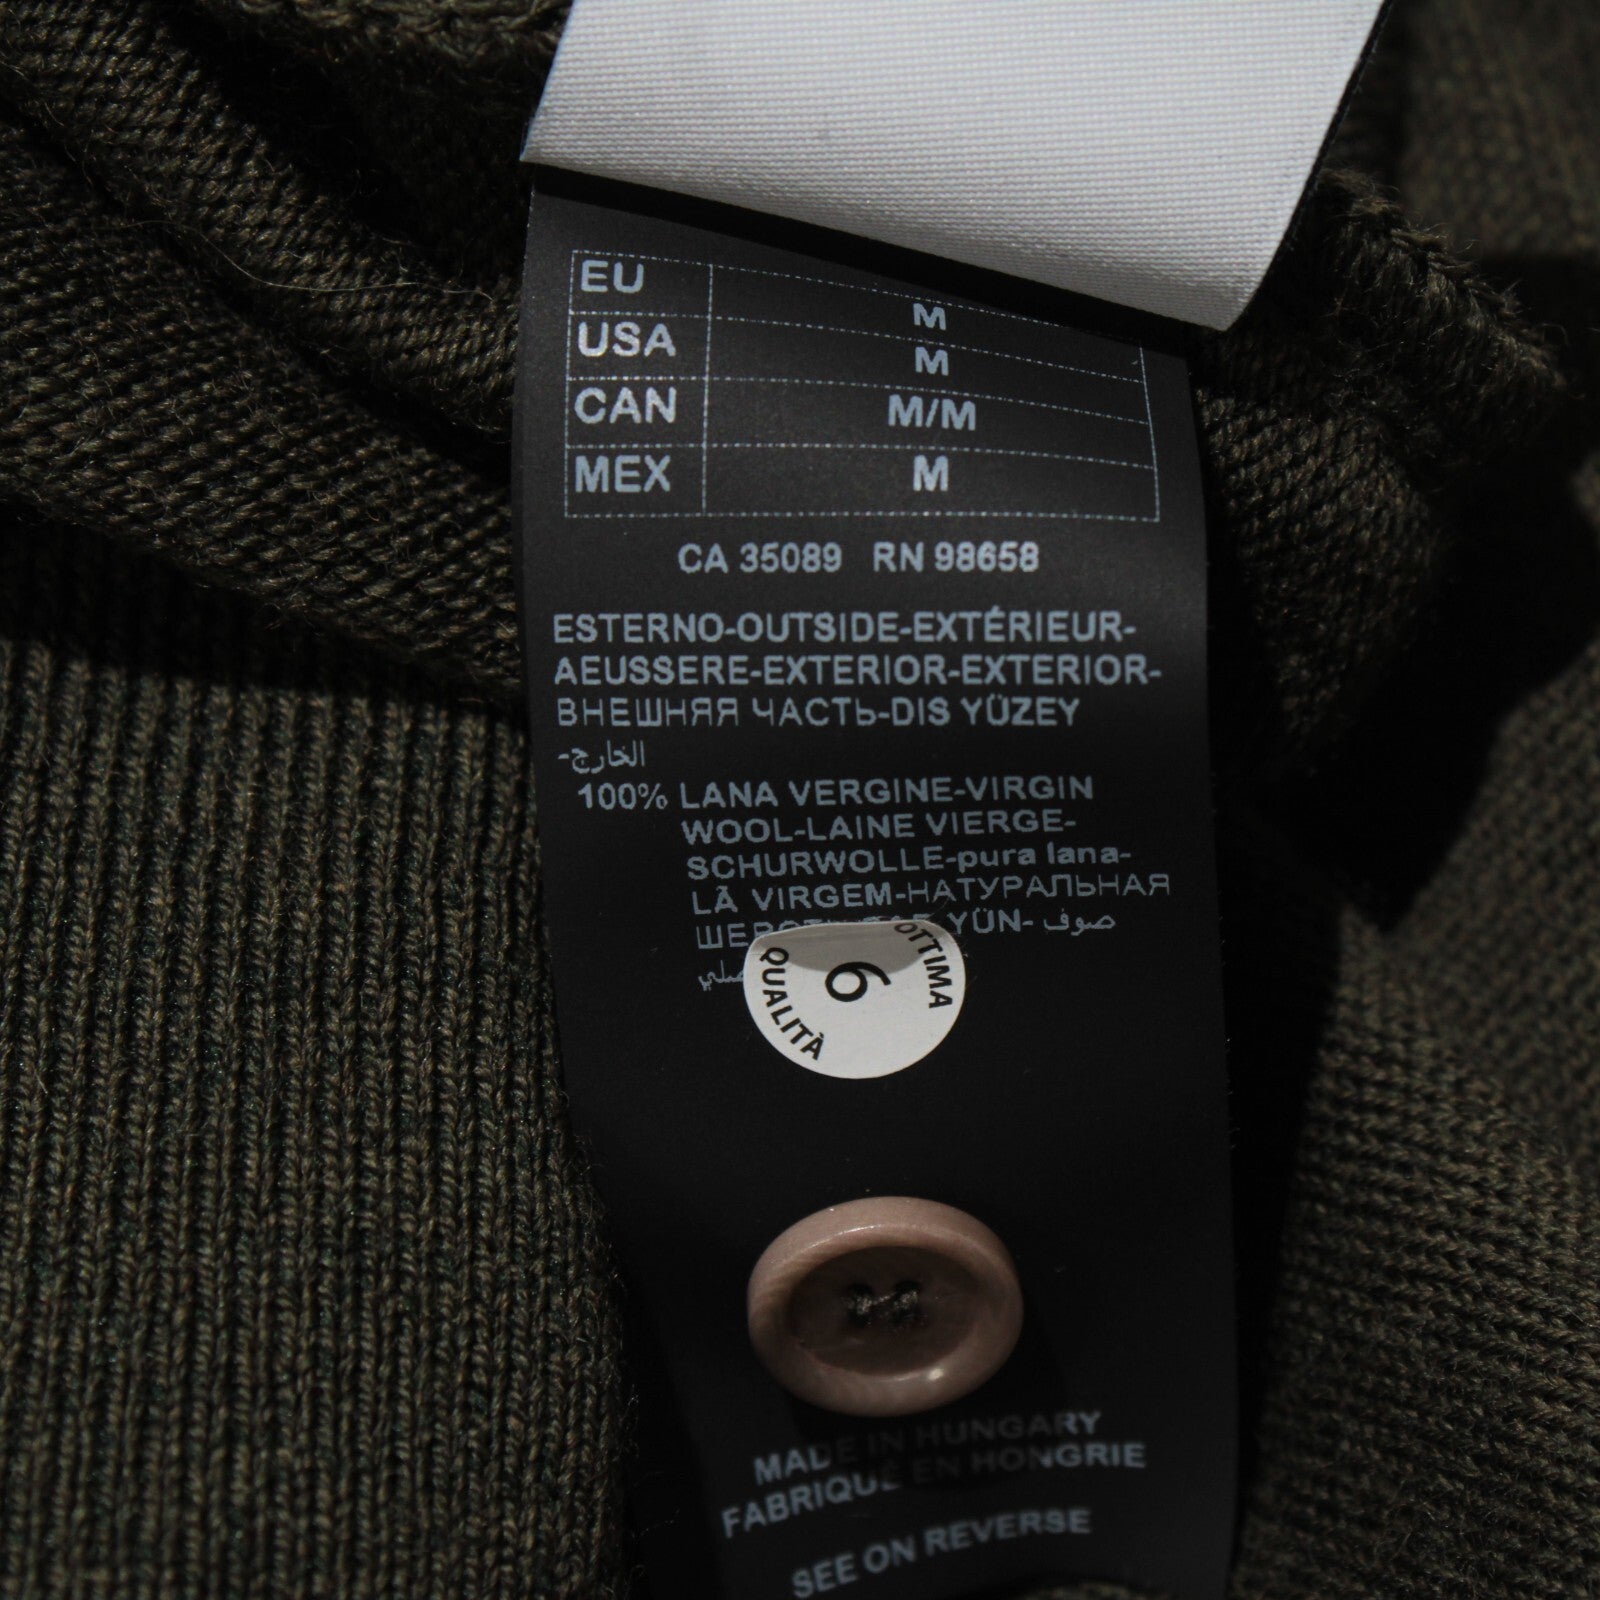 EU M
USA M
CAN M/M
MEX M
CA 35089 RN 98658
ESTERNO-OUTSIDE-EXTÉRIEUR-
AEUSSERE-EXTERIOR-EXTERIOR-
ВНЕШНЯЯ ЧАСТЬ-DIS YÜZEY
الخارج-
100% LANA VERGINE-VIRGIN
WOOL-LAINE VIERGE-
SCHURWOLLE-pura lana-
LÃ VIRGEM-НАТУРАЛЬНАЯ
YÜN- صوف
OTTIMA
6
QUALITÀ
MADE IN HUNGARY
FABRIQUÉ EN HONGRIE
SEE ON REVERSE